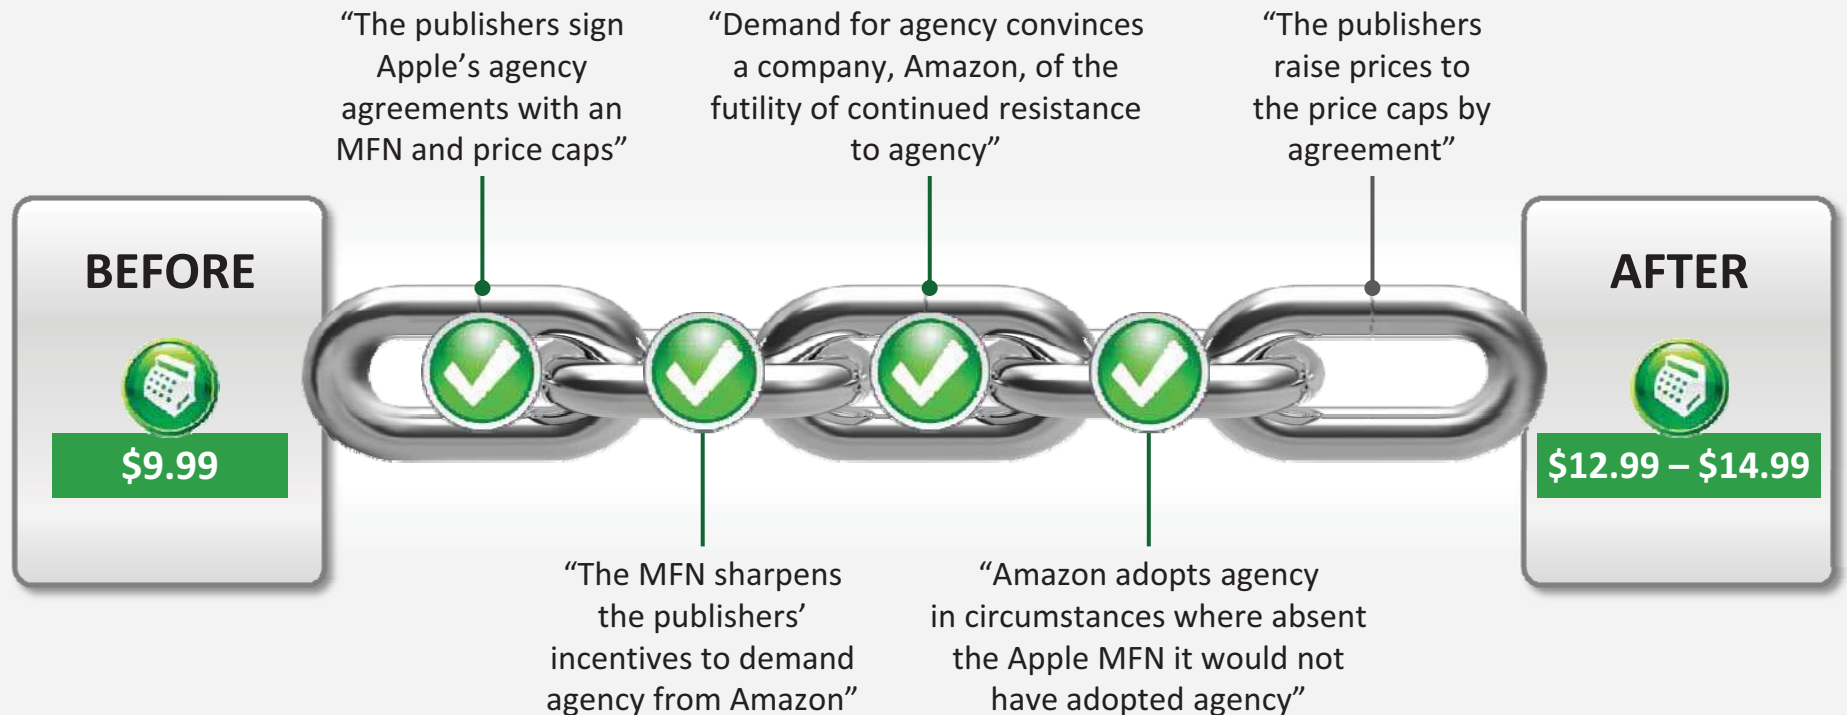 “The publishers sign
Apple’s agency
agreements with an
MFN and price caps”
“Demand for agency convinces
a company, Amazon, of the
futility of continued resistance
to agency”
“The publishers
raise prices to
the price caps by
agreement”
BEFORE
$9.99
AFTER
$12.99 – $14.99
“The MFN sharpens
the publishers’
incentives to demand
agency from Amazon”
“Amazon adopts agency
in circumstances where absent
the Apple MFN it would not
have adopted agency”